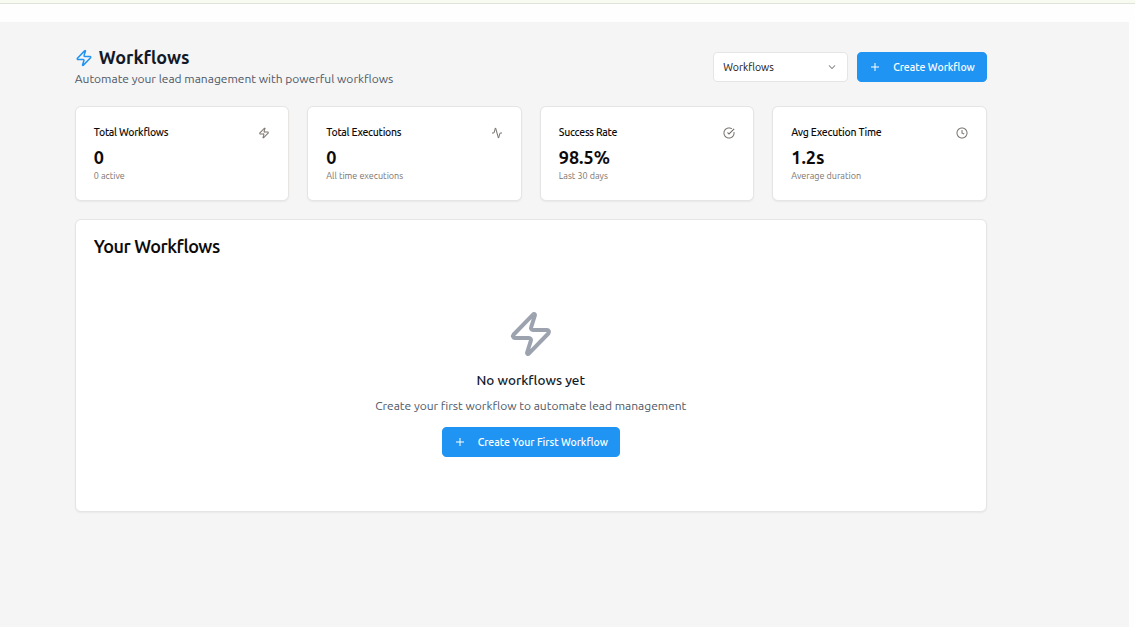 Workflows
Automate your lead management with powerful workflows
Workflows
Create Workflow
Total Workflows
0
0 active
Total Executions
0
All time executions
Success Rate
98.5%
Last 30 days
Avg Execution Time
1.2s
Average duration
Your Workflows
No workflows yet
Create your first workflow to automate lead management
Create Your First Workflow